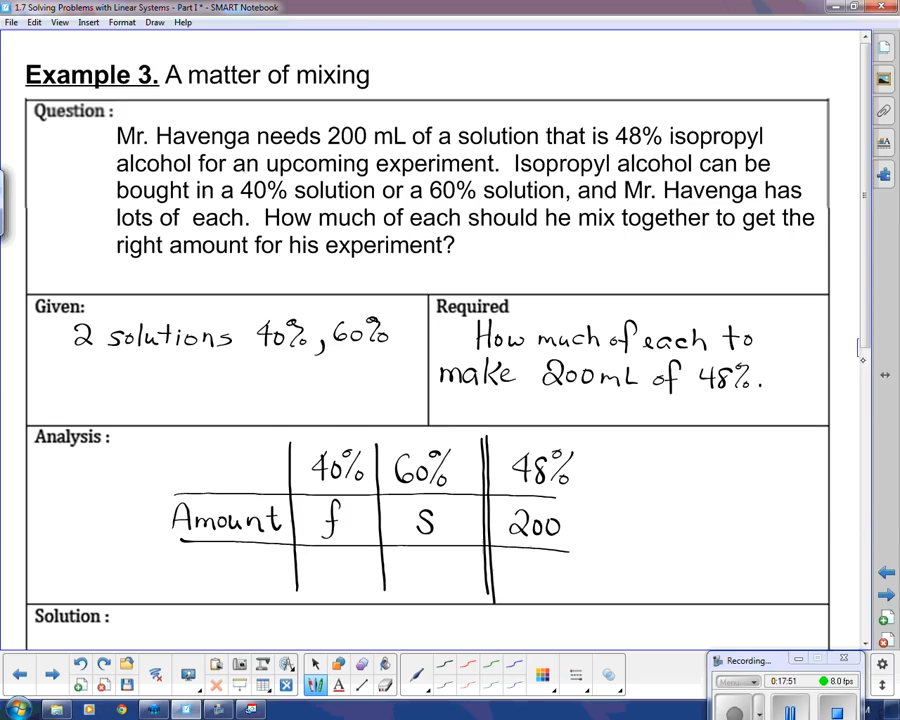 1.7 Solving Problems with Linear Systems - Part I * - SMART Notebook
File Edit View Insert Format Draw Help
Example 3. A matter of mixing
Question :
Mr. Havenga needs 200 mL of a solution that is 48% isopropyl
alcohol for an upcoming experiment. Isopropyl alcohol can be
bought in a 40% solution or a 60% solution, and Mr. Havenga has
lots of each. How much of each should he mix together to get the
right amount for his experiment?
Given:
2 solutions 40%, 60%
Required
How much of each to
make 200mL of 48%.
Analysis :
40% 60% 48%
Amount f s 200
Solution :
Recording...
Menu
0:17:51
8.0 fps